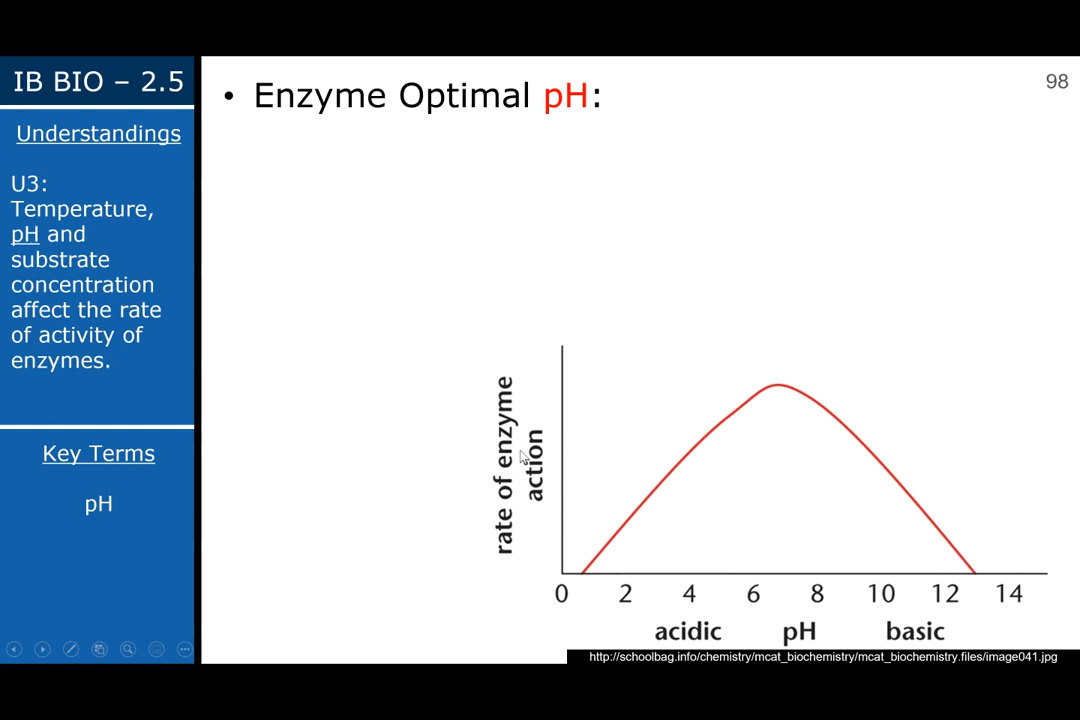 IB BIO – 2.5
Understandings
U3:
Temperature,
pH and
substrate
concentration
affect the rate
of activity of
enzymes.
Key Terms
pH
• Enzyme Optimal pH:
98
rate of enzyme
action
0 2 4 6 8 10 12 14
acidic pH basic
http://schoolbag.info/chemistry/mcat_biochemistry/mcat_biochemistry.files/image041.jpg